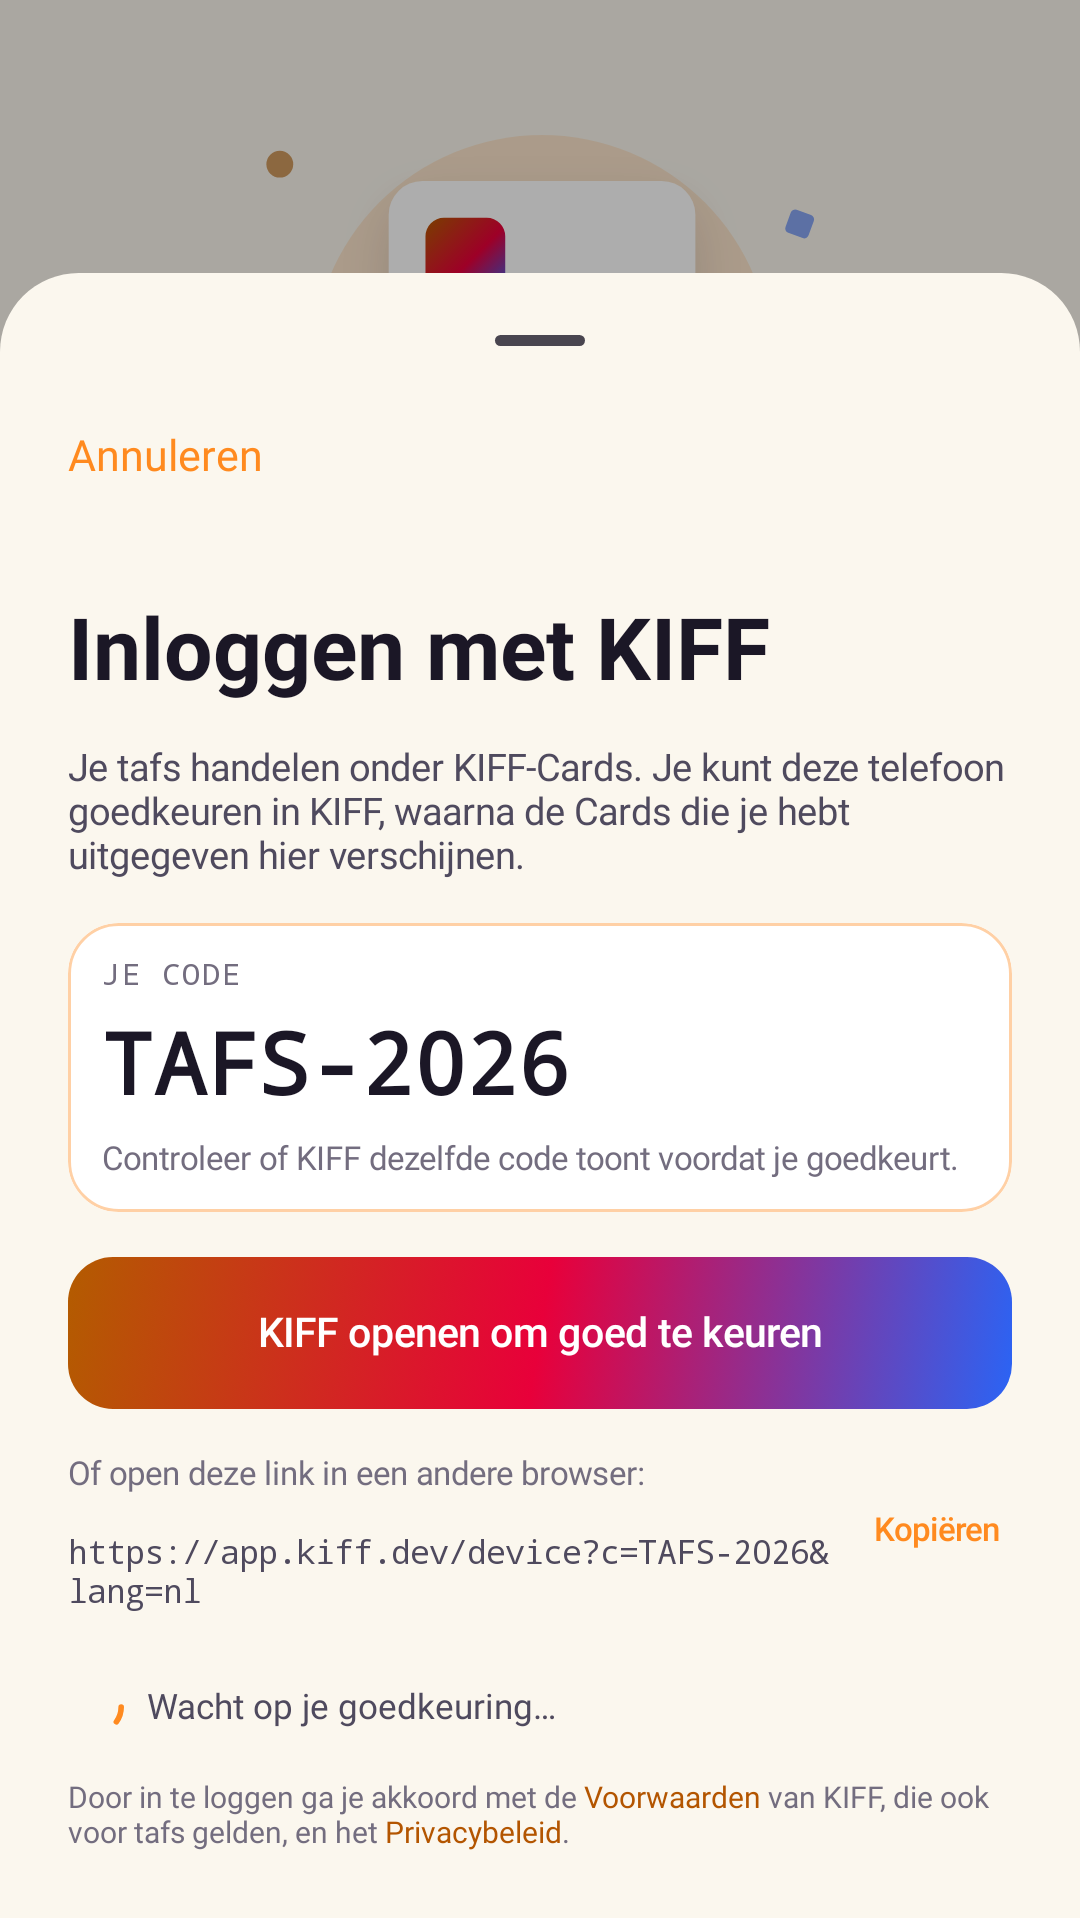 Annuleren
Inloggen met KIFF
Je tafs handelen onder KIFF-Cards. Je kunt deze telefoon
goedkeuren in KIFF, waarna de Cards die je hebt
uitgegeven hier verschijnen.
JE CODE
TAFS-2026
Controleer of KIFF dezelfde code toont voordat je goedkeurt.
KIFF openen om goed te keuren
Of open deze link in een andere browser:
Kopiëren
https://app.kiff.dev/device?c=TAFS-2026&
lang=nl
Wacht op je goedkeuring…
Door in te loggen ga je akkoord met de Voorwaarden van KIFF, die ook
voor tafs gelden, en het Privacybeleid.